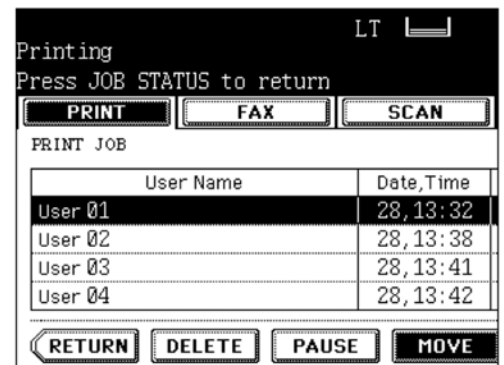 LT
Printing
Press JOB STATUS to return
PRINT FAX SCAN
PRINT JOB
User Name Date,Time
User 01 28,13:32
User 02 28,13:38
User 03 28,13:41
User 04 28,13:42
RETURN DELETE PAUSE MOVE